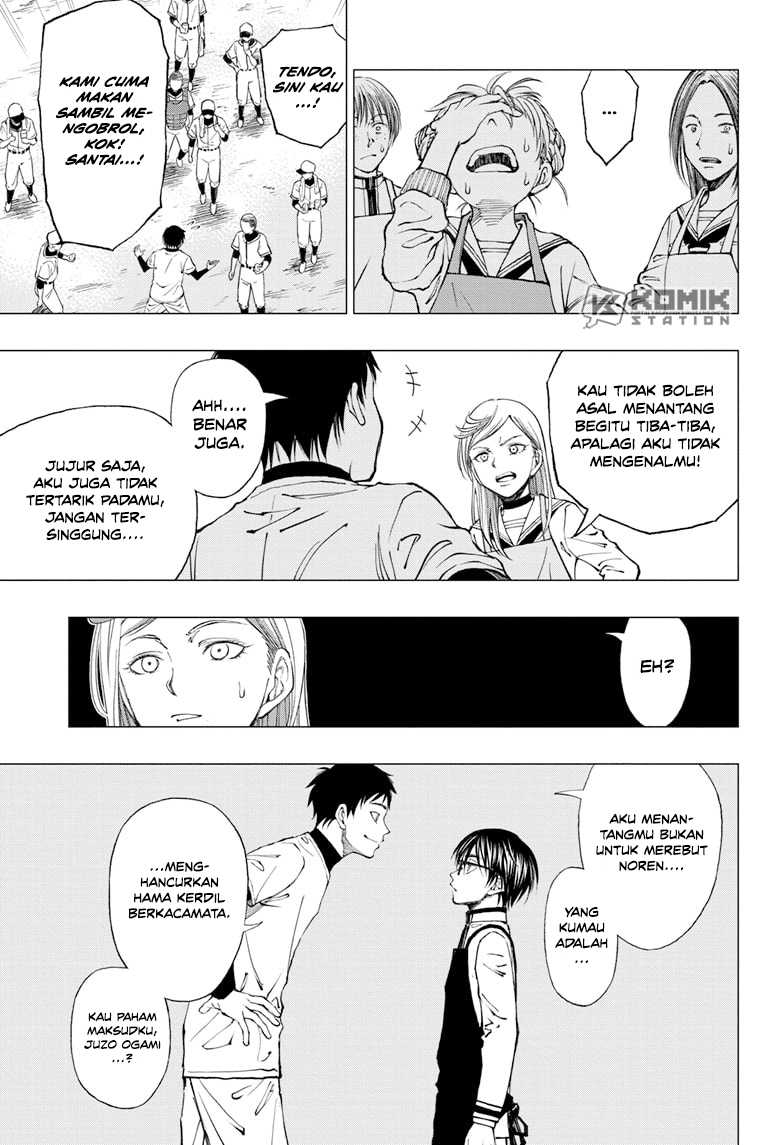 ...
TENDO,
SINI KAU
....!
KAMI CUMA
MAKAN
SAMBIL ME-
NGOBROL,
KOK!
SANTAI....!
KOMIK
STATION
KAU TIDAK BOLEH
ASAL MENANTANG
BEGITU TIBA-TIBA,
APALAGI AKU TIDAK
MENGENALMU!
AHH....
BENAR
JUGA.
JUJUR SAJA,
AKU JUGA TIDAK
TERTARIK PADAMU,
JANGAN TER-
SINGGUNG....
EH?
AKU MENAN-
TANGMU BUKAN
UNTUK MEREBUT
NOREN....
YANG
KUMAU
ADALAH
...
...MENG-
HANCURKAN
HAMA KERDIL
BERKACAMATA.
KAU PAHAM
MAKSUDKU,
JUZO OGAMI
...?